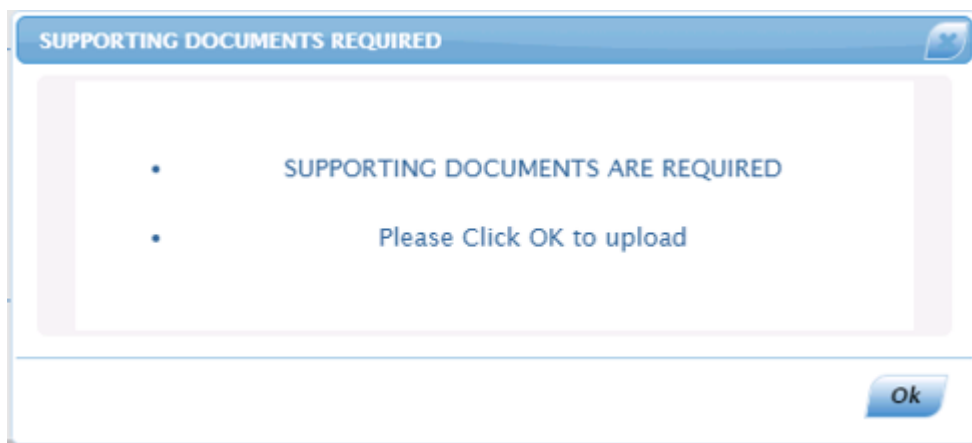 SUPPORTING DOCUMENTS REQUIRED
• SUPPORTING DOCUMENTS ARE REQUIRED
• Please Click OK to upload
Ok